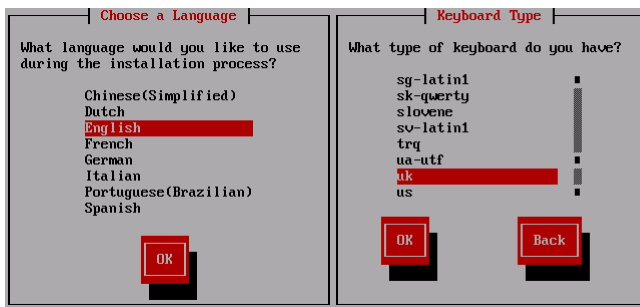 Choose a Language
What language would you like to use
during the installation process?
Chinese(Simplified)
Dutch
English
French
German
Italian
Portuguese(Brazilian)
Spanish
OK
Keyboard Type
What type of keyboard do you have?
sg-latin1
sk-qwerty
slovene
sv-latin1
trq
ua-utf
uk
us
OK
Back